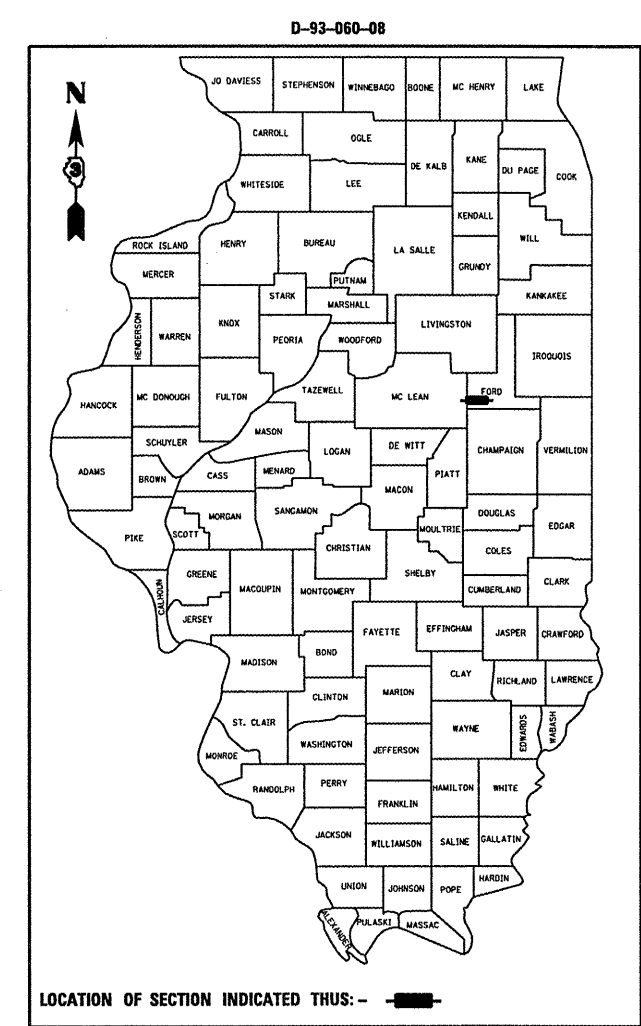 D-93-060-08
JO DAVIESS STEPHENSON WINNEBAGO BOONE MC HENRY LAKE
N
CARROLL OGLE DE KALB KANE DU PAGE COOK
3
WHITESIDE LEE
KENDALL
ROCK ISLAND HENRY BUREAU LA SALLE GRUNDY WILL
MERCER PUTNAM
STARK MARSHALL KANKAKEE
HENDERSON WARREN KNOX PEORIA WOODFORD LIVINGSTON IROQUOIS
HANCOCK MC DONOUGH FULTON TAZEWELL MC LEAN FORD
SCHUYLER MASON LOGAN DE WITT CHAMPAIGN VERMILION
ADAMS BROWN CASS MENARD MACON PIATT
PIKE SCOTT MORGAN SANGAMON MOULTRIE DOUGLAS EDGAR
CHRISTIAN COLES
CALHOUN GREENE MACOUPIN MONTGOMERY SHELBY CUMBERLAND CLARK
JERSEY FAYETTE EFFINGHAM JASPER CRAWFORD
MADISON BOND
CLAY RICHLAND LAWRENCE
CLINTON MARION
ST. CLAIR WAYNE EDWARDS WABASH
MONROE WASHINGTON JEFFERSON
RANDOLPH PERRY HAMILTON WHITE
FRANKLIN
JACKSON WILLIAMSON SALINE GALLATIN
UNION JOHNSON POPE HARDIN
ALEXANDER PULASKI MASSAC
LOCATION OF SECTION INDICATED THUS: -